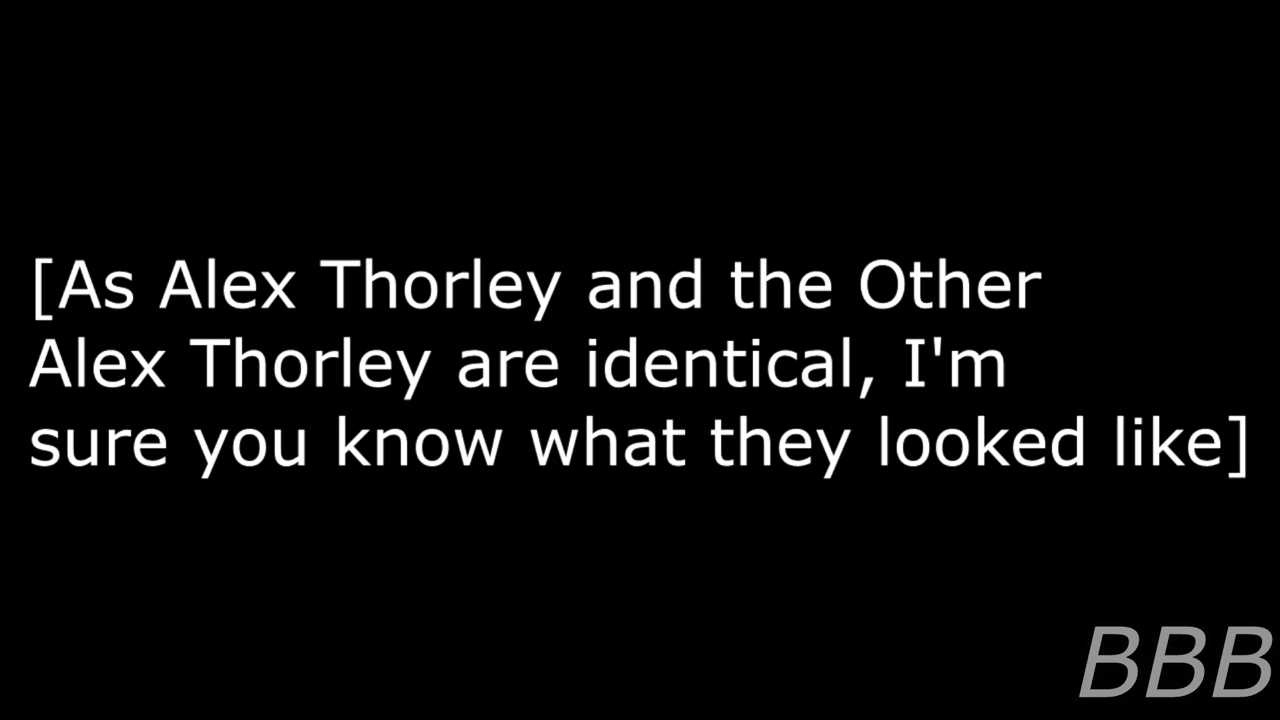 [As Alex Thorley and the Other
Alex Thorley are identical, I'm
sure you know what they looked like]
BBB